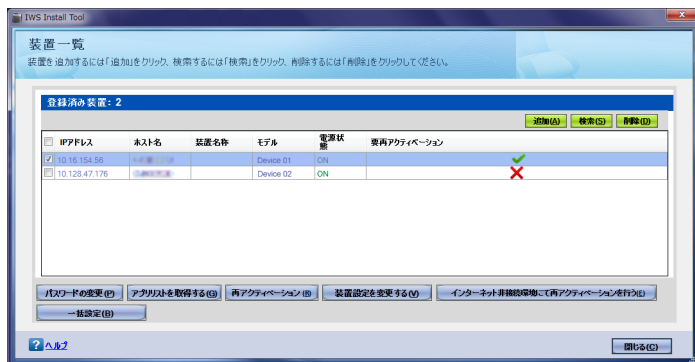 IWS Install Tool
装置一覧
装置を追加するには「追加」をクリック、検索するには「検索」をクリック、削除するには「削除」をクリックしてください。
登録済み装置: 2
追加(A) 検索(S) 削除(D)
IPアドレス ホスト名 装置名称 モデル 電源状態 要再アクティベーション
10.16.154.56 Device 01 ON
10.128.47.176 Device 02 ON
パスワードの変更(P) アプリリストを取得する(G) 再アクティベーション(R) 装置設定を変更する(V) インターネット非接続環境にて再アクティベーションを行う(E)
一括設定(B)
? ヘルプ 閉じる(C)